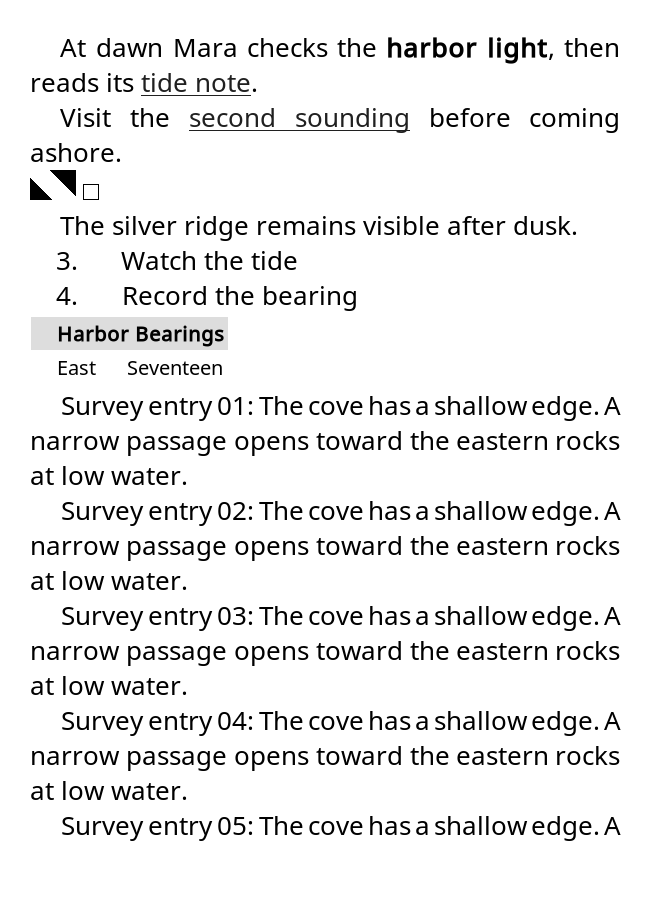 At dawn Mara checks the harbor light, then
reads its tide note.
Visit the second sounding before coming
ashore.
The silver ridge remains visible after dusk.
3. Watch the tide
4. Record the bearing
Harbor Bearings
East Seventeen
Survey entry 01: The cove has a shallow edge. A
narrow passage opens toward the eastern rocks
at low water.
Survey entry 02: The cove has a shallow edge. A
narrow passage opens toward the eastern rocks
at low water.
Survey entry 03: The cove has a shallow edge. A
narrow passage opens toward the eastern rocks
at low water.
Survey entry 04: The cove has a shallow edge. A
narrow passage opens toward the eastern rocks
at low water.
Survey entry 05: The cove has a shallow edge. A